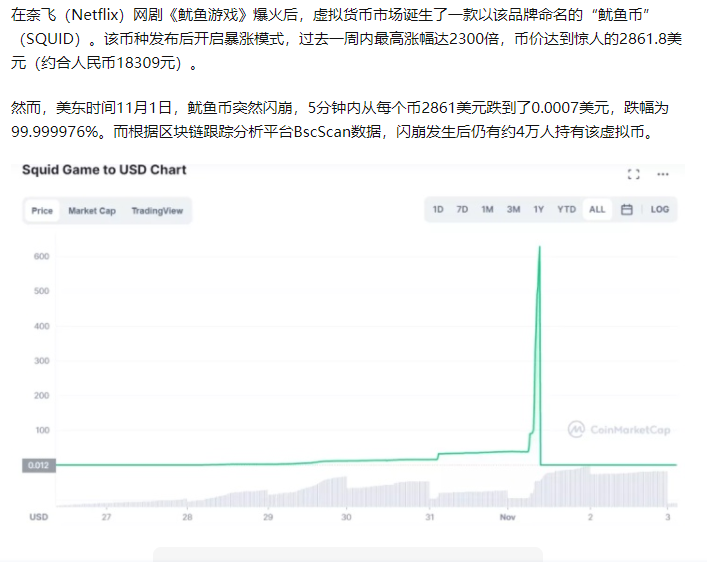 在奈飞（Netflix）网剧《鱿鱼游戏》爆火后，虚拟货币市场诞生了一款以该品牌命名的“鱿鱼币”
（SQUID）。该币种发布后开启暴涨模式，过去一周内最高涨幅达2300倍，币价达到惊人的2861.8美
元（约合人民币18309元）。
然而，美东时间11月1日，鱿鱼币突然闪崩，5分钟内从每个币2861美元跌到了0.0007美元，跌幅为
99.999976%。而根据区块链跟踪分析平台BscScan数据，闪崩发生后仍有约4万人持有该虚拟币。
Squid Game to USD Chart
Price Market Cap TradingView 1D 7D 1M 3M 1Y YTD ALL LOG
600
500
400
300
200
100
CoinMarketCap
0.012
USD 27 28 29 30 31 Nov 2 3